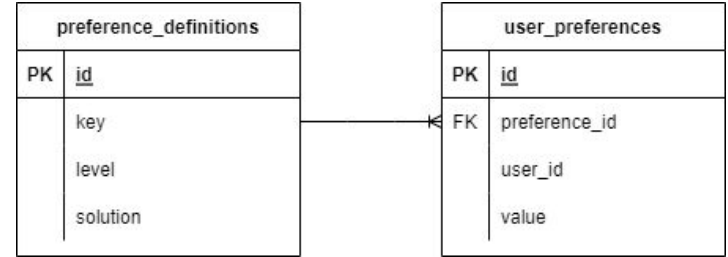 preference_definitions
PK id
key
level
solution
user_preferences
PK id
FK preference_id
user_id
value